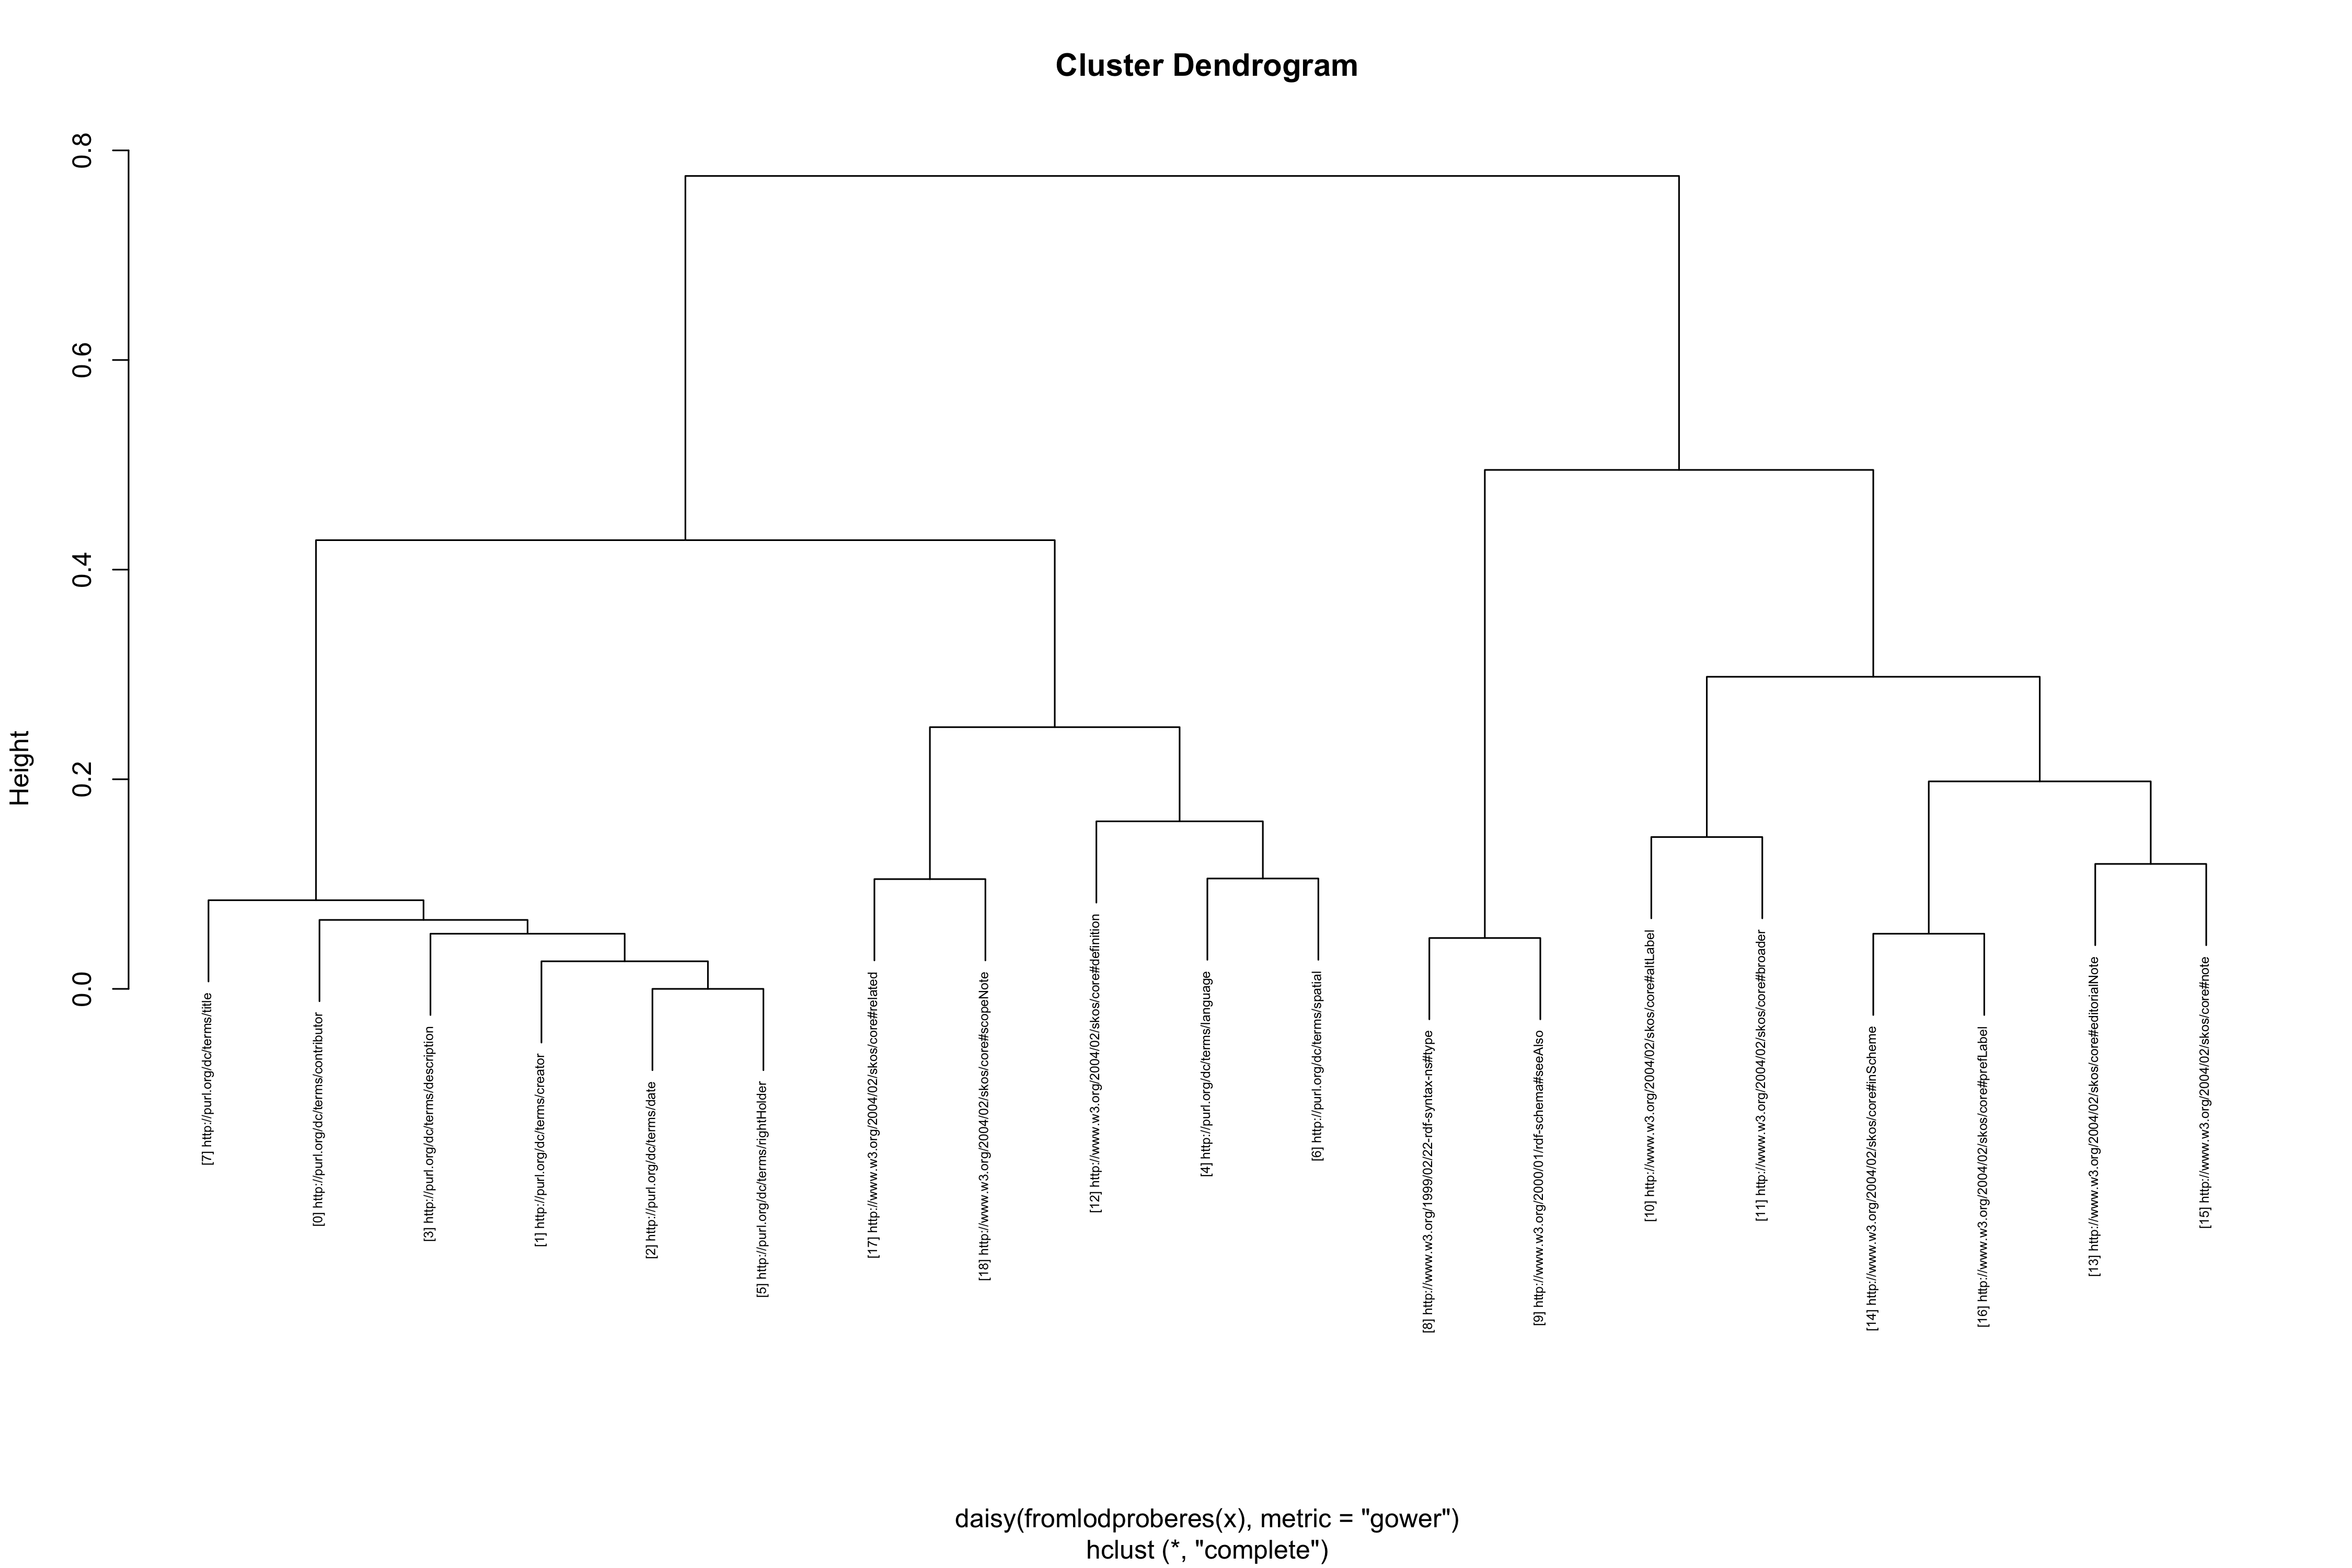 Cluster Dendrogram
Height
0.8
0.6
0.4
0.2
0.0
[7] http://purl.org/dc/terms/title
[0] http://purl.org/dc/terms/contributor
[3] http://purl.org/dc/terms/description
[1] http://purl.org/dc/terms/creator
[2] http://purl.org/dc/terms/date
[5] http://purl.org/dc/terms/rightHolder
[17] http://www.w3.org/2004/02/skos/core#related
[18] http://www.w3.org/2004/02/skos/core#scopeNote
[12] http://www.w3.org/2004/02/skos/core#definition
[4] http://purl.org/dc/terms/language
[6] http://purl.org/dc/terms/spatial
[8] http://www.w3.org/1999/02/22-rdf-syntax-ns#type
[9] http://www.w3.org/2000/01/rdf-schema#seeAlso
[10] http://www.w3.org/2004/02/skos/core#altLabel
[11] http://www.w3.org/2004/02/skos/core#broader
[14] http://www.w3.org/2004/02/skos/core#inScheme
[16] http://www.w3.org/2004/02/skos/core#prefLabel
[13] http://www.w3.org/2004/02/skos/core#editorialNote
[15] http://www.w3.org/2004/02/skos/core#note
daisy(fromlodproberes(x), metric = "gower")
hclust (*, "complete")